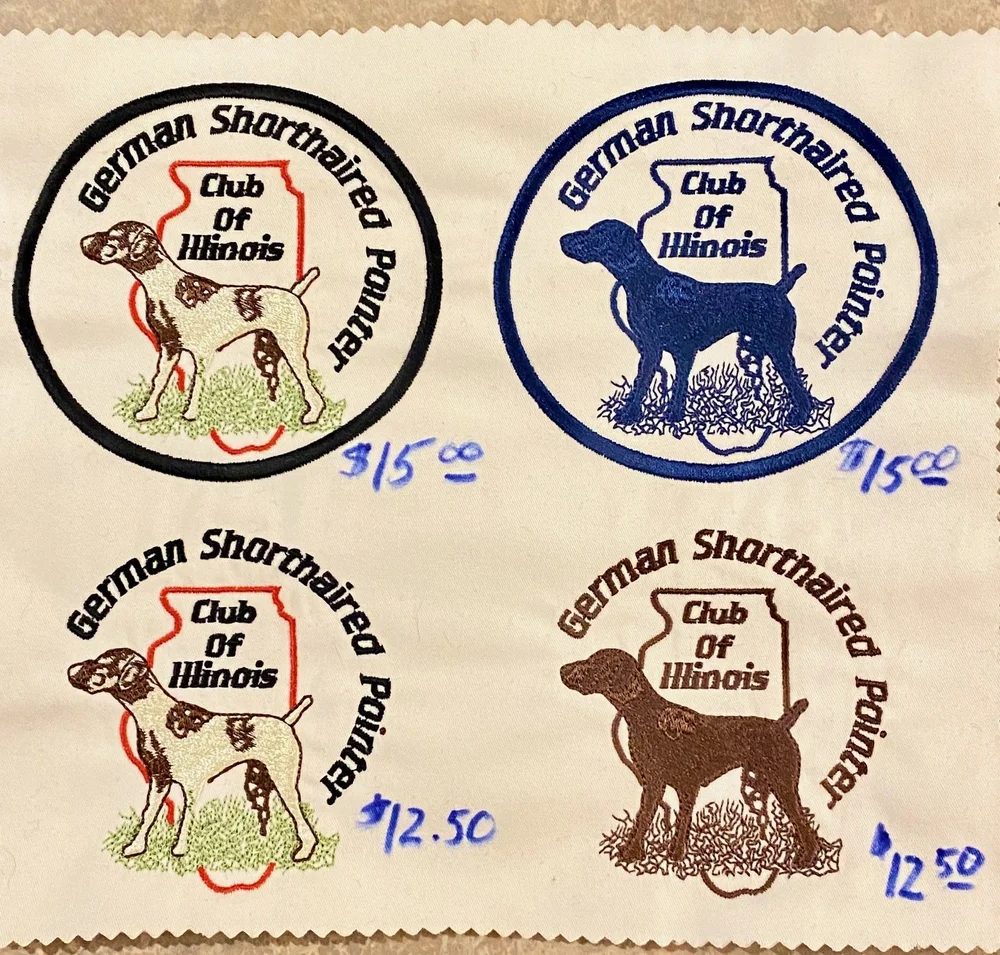 German Shorthaired Pointer
Club
Of
Illinois
$15.00
German Shorthaired Pointer
Club
Of
Illinois
$15.00
German Shorthaired Pointer
Club
Of
Illinois
$12.50
German Shorthaired Pointer
Club
Of
Illinois
$12 50